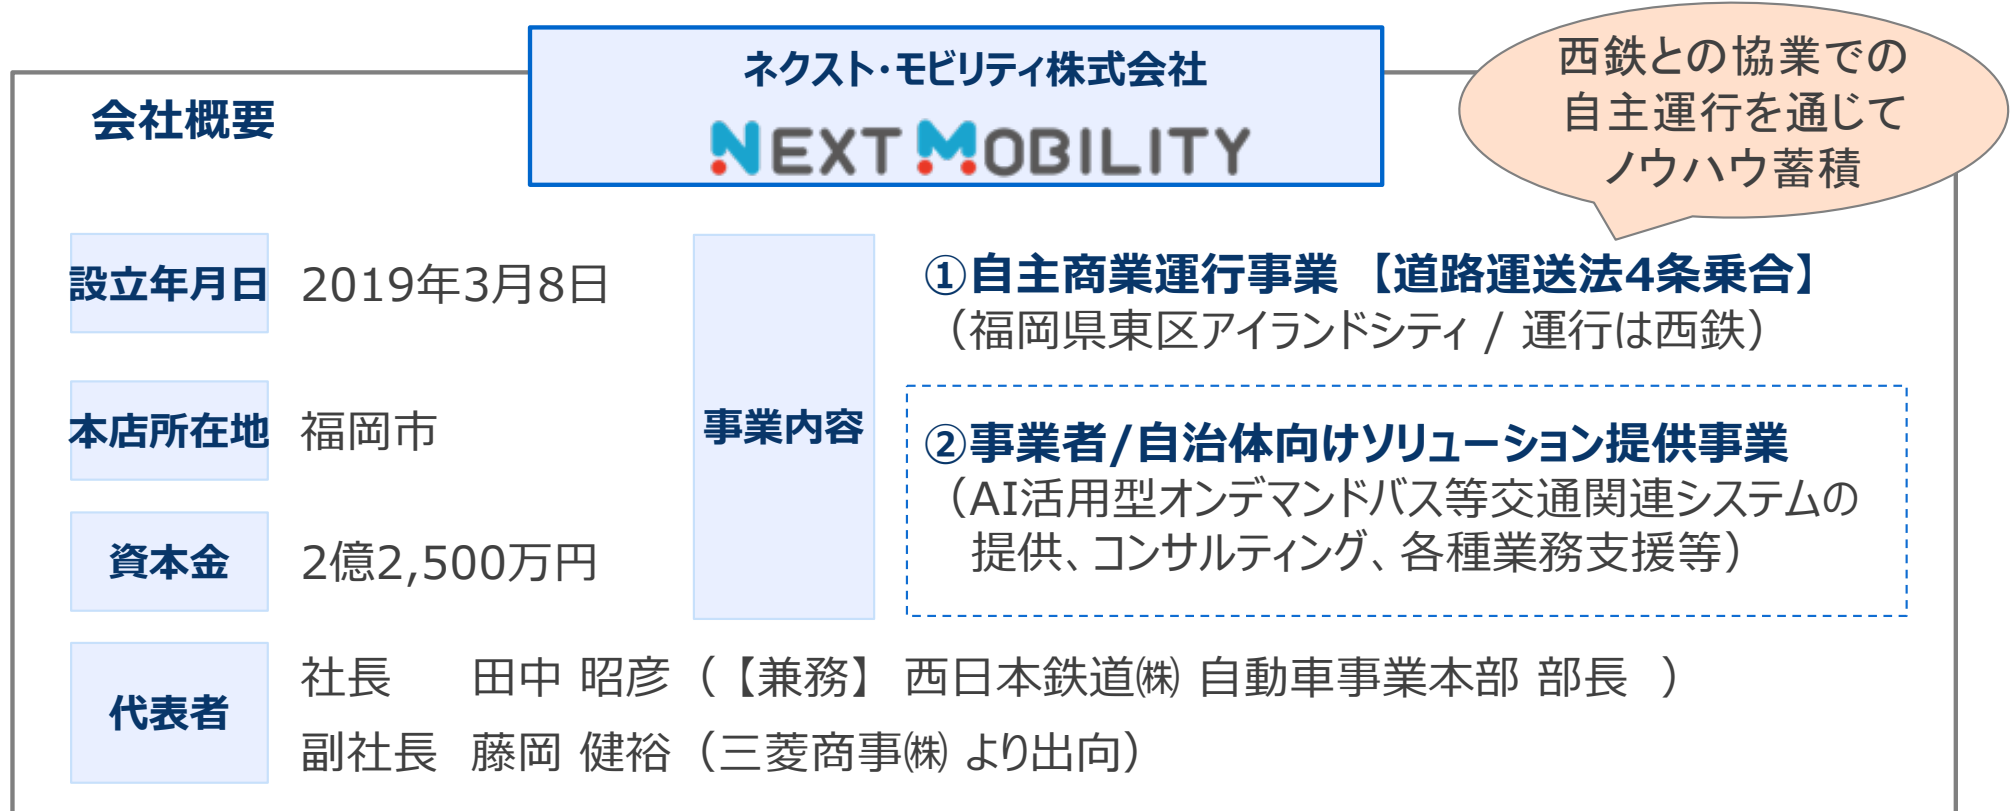 ネクスト・モビリティ株式会社
NEXT MOBILITY
西鉄との協業での
自主運行を通じて
ノウハウ蓄積
会社概要
設立年月日
2019年3月8日
本店所在地
福岡市
資本金
2億2,500万円
事業内容
①自主商業運行事業 【道路運送法4条乗合】
（福岡県東区アイランドシティ / 運行は西鉄）
②事業者/自治体向けソリューション提供事業
（AI活用型オンデマンドバス等交通関連システムの
提供、コンサルティング、各種業務支援等）
代表者
社長 田中 昭彦（【兼務】 西日本鉄道㈱ 自動車事業本部 部長 ）
副社長 藤岡 健裕（三菱商事㈱ より出向）